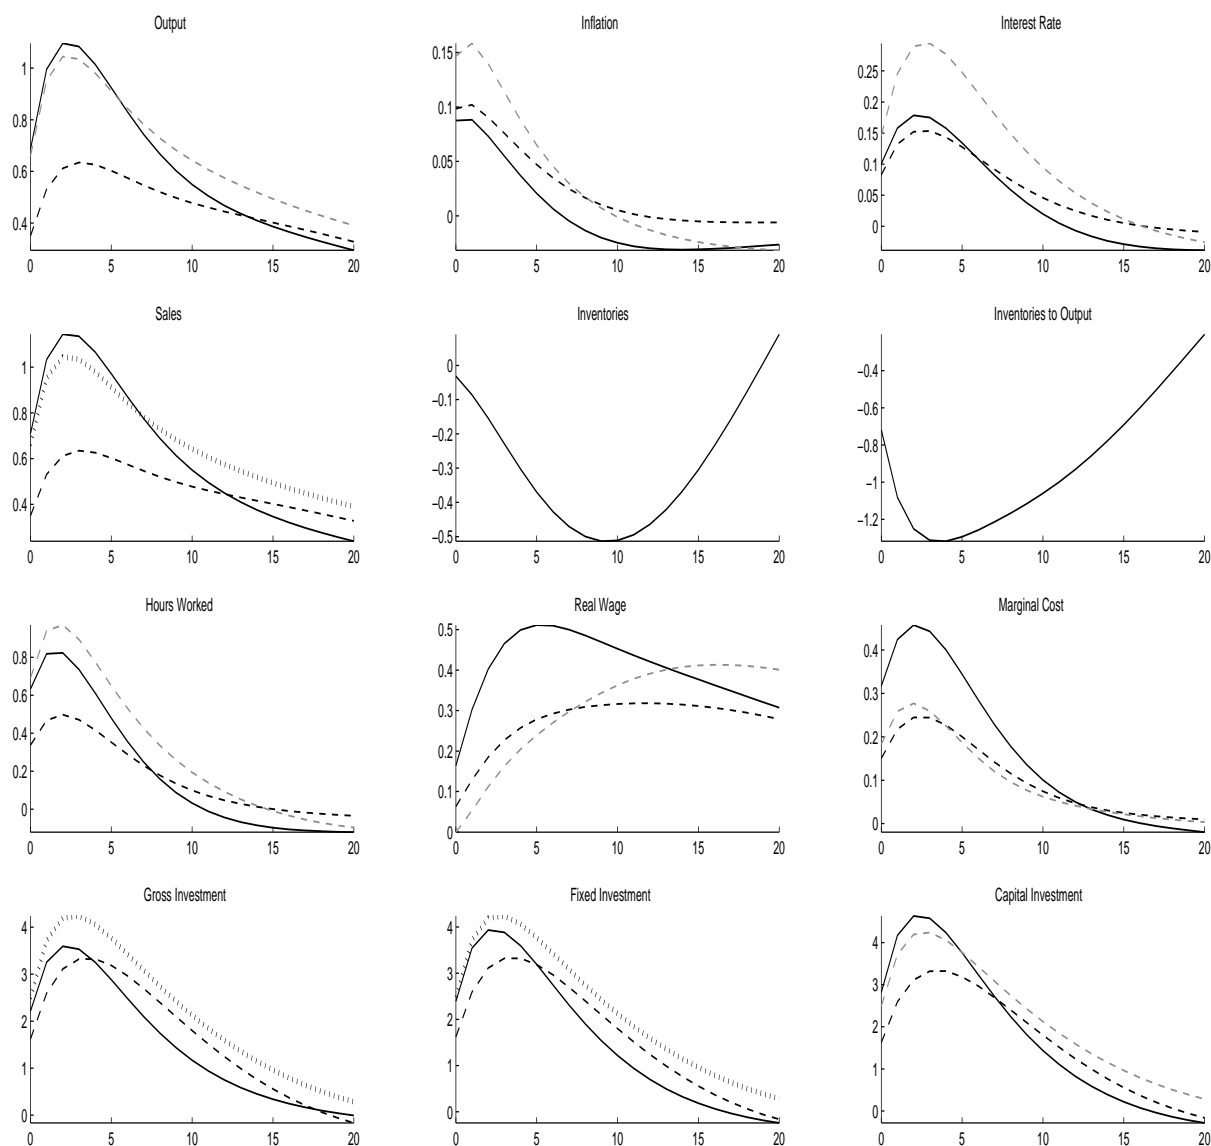 Output
Inflation
Interest Rate
1
0.8
0.6
0.4
0 5 10 15 20
0.15
0.1
0.05
0
0 5 10 15 20
0.25
0.2
0.15
0.1
0.05
0
0 5 10 15 20
Sales
Inventories
Inventories to Output
1
0.8
0.6
0.4
0 5 10 15 20
0
−0.1
−0.2
−0.3
−0.4
−0.5
0 5 10 15 20
−0.4
−0.6
−0.8
−1
−1.2
0 5 10 15 20
Hours Worked
Real Wage
Marginal Cost
0.8
0.6
0.4
0.2
0
0 5 10 15 20
0.5
0.4
0.3
0.2
0.1
0
0 5 10 15 20
0.4
0.3
0.2
0.1
0
0 5 10 15 20
Gross Investment
Fixed Investment
Capital Investment
4
3
2
1
0
0 5 10 15 20
4
3
2
1
0
0 5 10 15 20
4
3
2
1
0
0 5 10 15 20